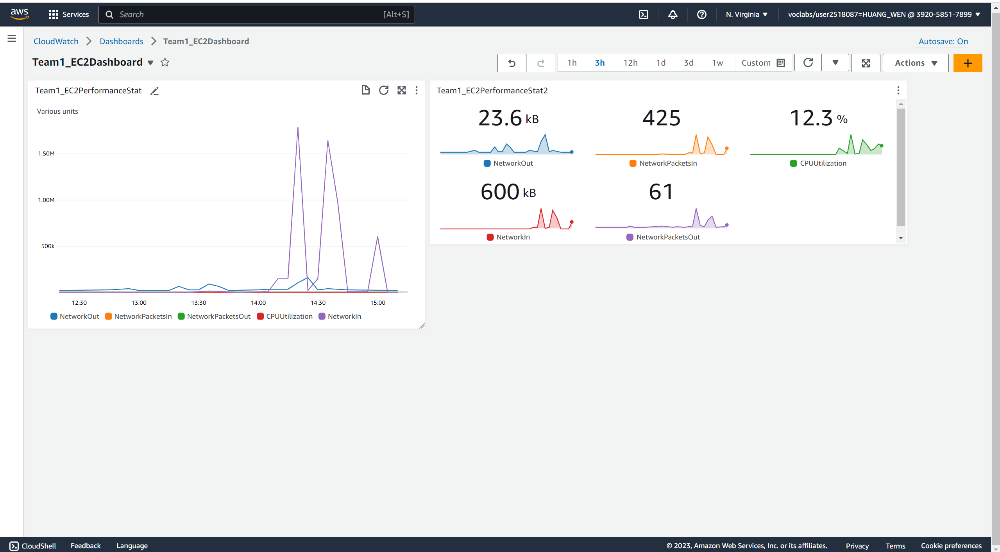 aws Services Search [Alt+S] N. Virginia voclabs/user2518087=HUANG_WEN @ 3920-5851-7899
CloudWatch Dashboards Team1_EC2Dashboard Autosave: On
Team1_EC2Dashboard 1h 3h 12h 1d 3d 1w Custom Actions
Team1_EC2PerformanceStat
Various units
1.50M
1.00M
500k
12:30 13:00 13:30 14:00 14:30 15:00
NetworkOut NetworkPacketsIn NetworkPacketsOut CPUUtilization NetworkIn
Team1_EC2PerformanceStat2
23.6 kB 425 12.3 %
NetworkOut NetworkPacketsIn CPUUtilization
600 kB 61
NetworkIn NetworkPacketsOut
CloudShell Feedback Language © 2023, Amazon Web Services, Inc. or its affiliates. Privacy Terms Cookie preferences